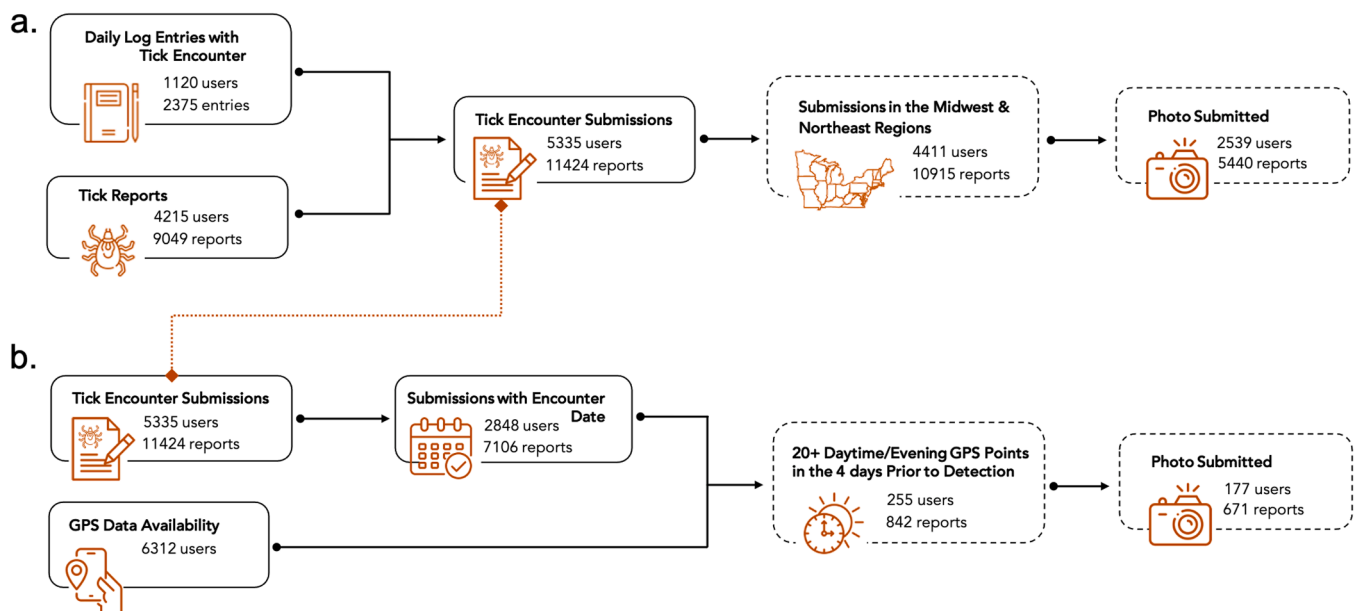 a.
Daily Log Entries with
Tick Encounter
1120 users
2375 entries
Tick Reports
4215 users
9049 reports
Tick Encounter Submissions
5335 users
11424 reports
Submissions in the Midwest &
Northeast Regions
4411 users
10915 reports
Photo Submitted
2539 users
5440 reports
b.
Tick Encounter Submissions
5335 users
11424 reports
Submissions with Encounter
Date
2848 users
7106 reports
GPS Data Availability
6312 users
20+ Daytime/Evening GPS Points
in the 4 days Prior to Detection
255 users
842 reports
Photo Submitted
177 users
671 reports